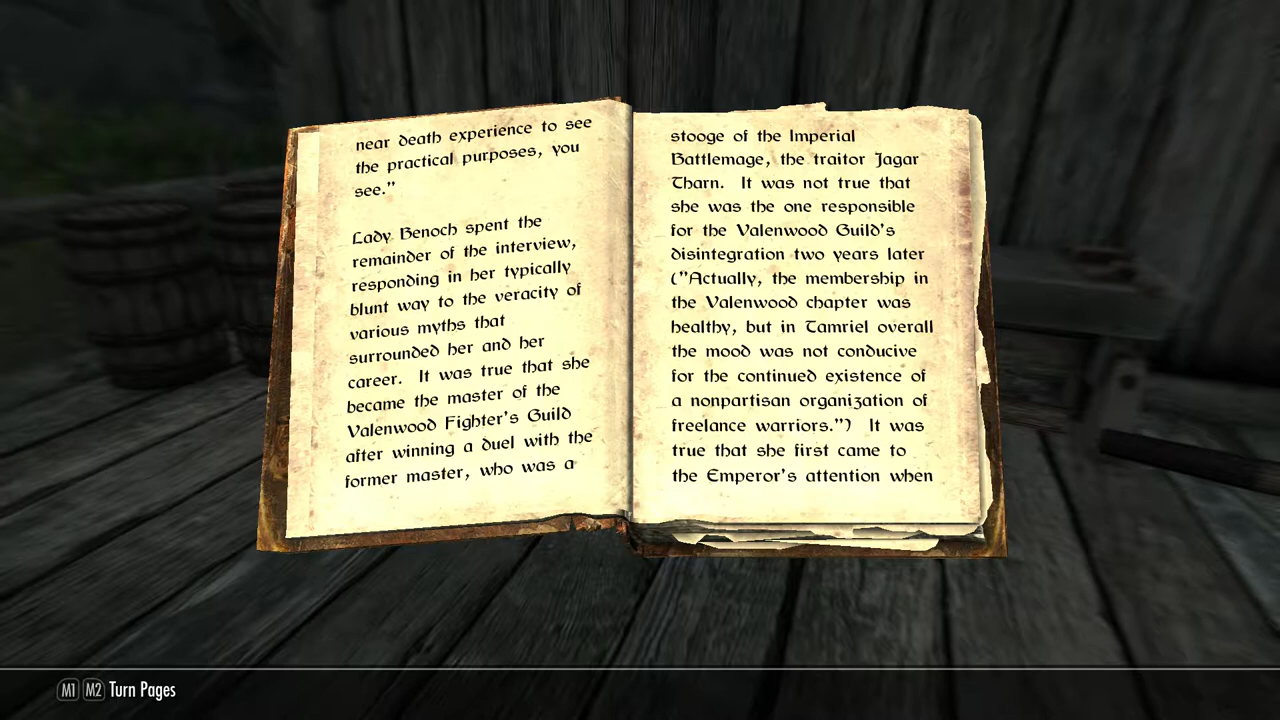 near death experience to see
the practical purposes, you
see."
Lady Benoch spent the
remainder of the interview,
responding in her typically
blunt way to the veracity of
various myths that
surrounded her and her
career. It was true that she
became the master of the
Valenwood Fighter's Guild
after winning a duel with the
former master, who was a
stooge of the Imperial
Battlemage, the traitor Jagar
Tharn. It was not true that
she was the one responsible
for the Valenwood Guild's
disintegration two years later
("Actually, the membership in
the Valenwood chapter was
healthy, but in Tamriel overall
the mood was not conducive
for the continued existence of
a nonpartisan organization of
freelance warriors.") It was
true that she first came to
the Emperor's attention when
M1 M2 Turn Pages